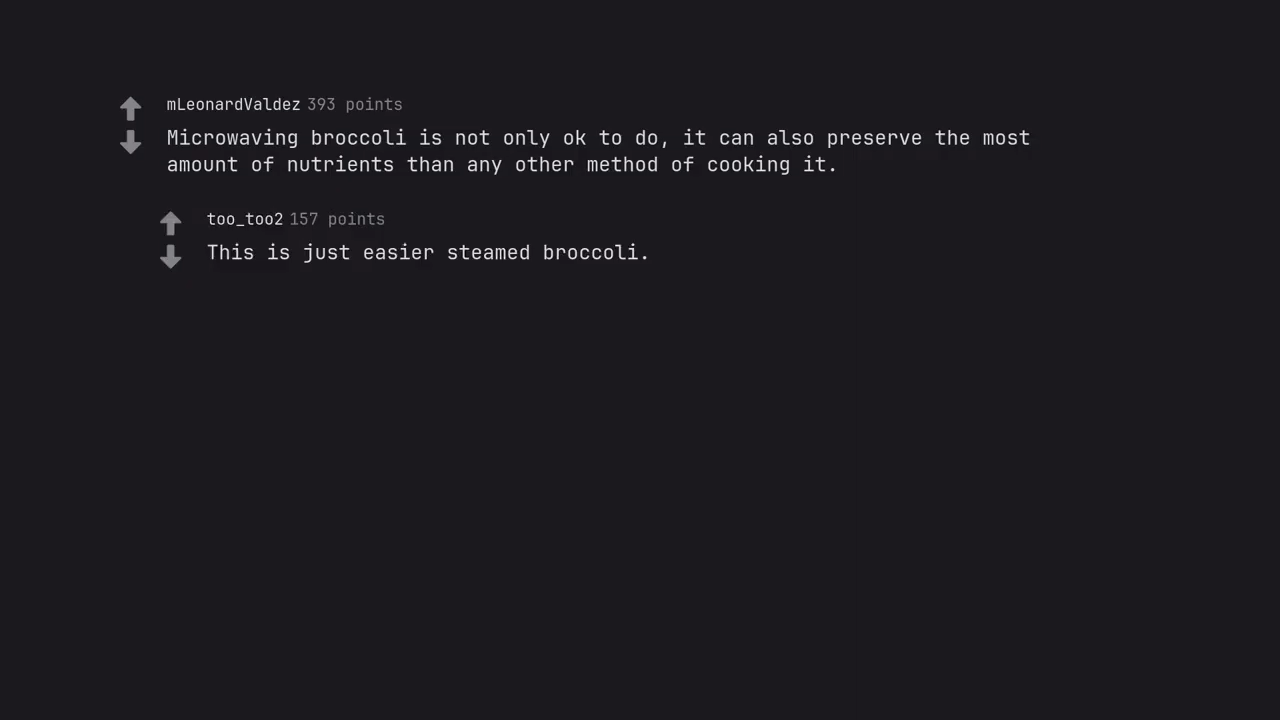 mLeonardValdez 393 points
Microwaving broccoli is not only ok to do, it can also preserve the most
amount of nutrients than any other method of cooking it.
too_too2 157 points
This is just easier steamed broccoli.